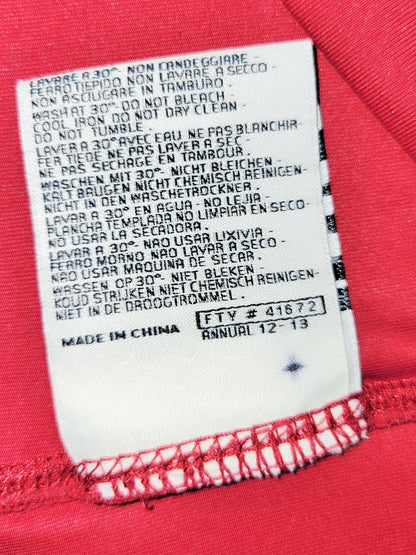 LAVARE A 30° - NON CANDEGGIARE -
FERRO TIEPIDO NON LAVARE A SECCO -
NON ASCIUGARE IN TAMBURO.
WASH AT 30° - DO NOT BLEACH -
COOL IRON DO NOT DRY CLEAN -
DO NOT TUMBLE.
LAVER A 30° AVEC EAU NE PAS BLANCHIR -
FER TIEDE NE PAS LAVER A SEC -
NE PAS SECHAGE EN TAMBOUR.
WASCHEN MIT 30° - NICHT BLEICHEN -
KALT BAUGEN NICHT CHEMISCH REINIGEN -
NICHT IN DEN WASCHETROCKNER.
LAVAR A 30° EN AGUA - NO LEJIA -
PLANCHA TEMPLADA NO LIMPIAR EN SECO -
NO USAR LA SECADORA.
LAVAR A 30° - NÃO USAR LIXIVIA -
FERRO MORNO NÃO LAVAR A SECO -
NÃO USAR MAQUINA DE SECAR.
WASSEN OP 30° - NIET BLEKEN -
KOUD STRIJKEN NIET CHEMISCH REINIGEN -
NIET IN DE DROOGTROMMEL.
FTY # 41672
MADE IN CHINA ANNUAL 12 - 13